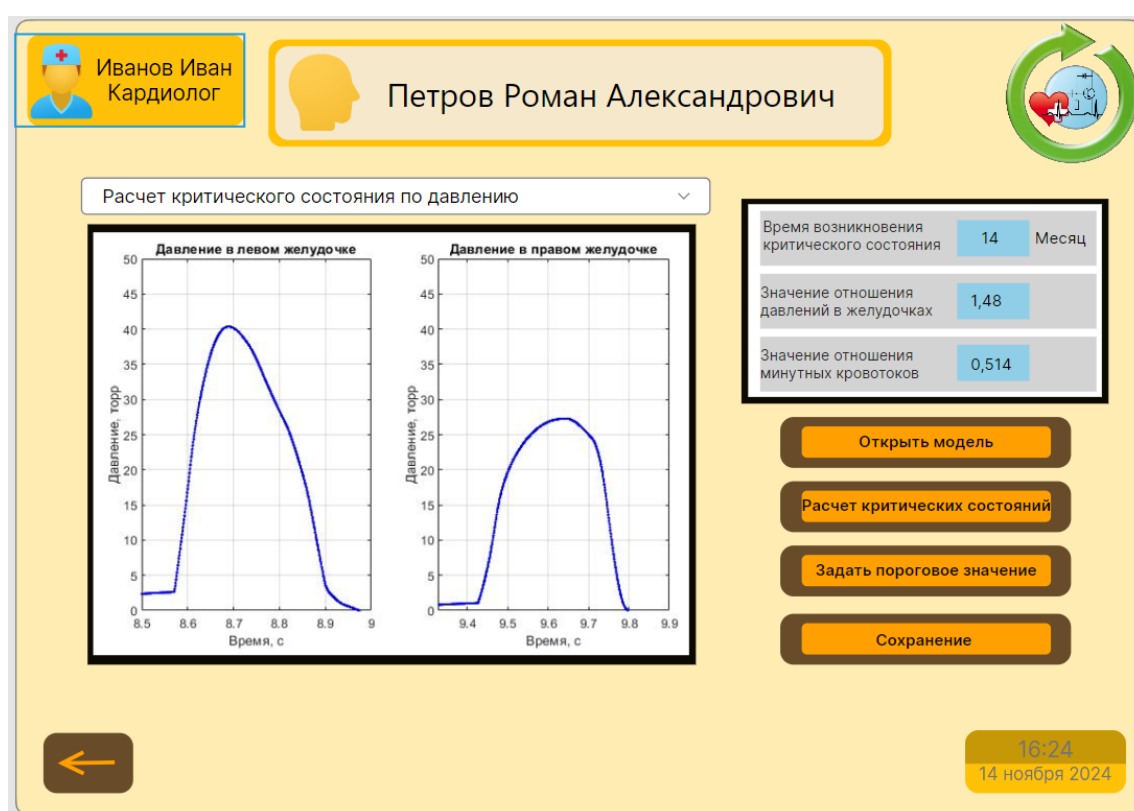 Иванов Иван
Кардиолог
Петров Роман Александрович
Расчет критического состояния по давлению
Давление в левом желудочке
50
45
40
35
30
25
20
15
10
5
0
Давление, торр
8.5 8.6 8.7 8.8 8.9 9
Время, с
Давление в правом желудочке
50
45
40
35
30
25
20
15
10
5
0
Давление, торр
9.4 9.5 9.6 9.7 9.8 9.9
Время, с
Время возникновения
критического состояния
14 Месяц
Значение отношения
давлений в желудочках
1,48
Значение отношения
минутных кровотоков
0,514
Открыть модель
Расчет критических состояний
Задать пороговое значение
Сохранение
16:24
14 ноября 2024